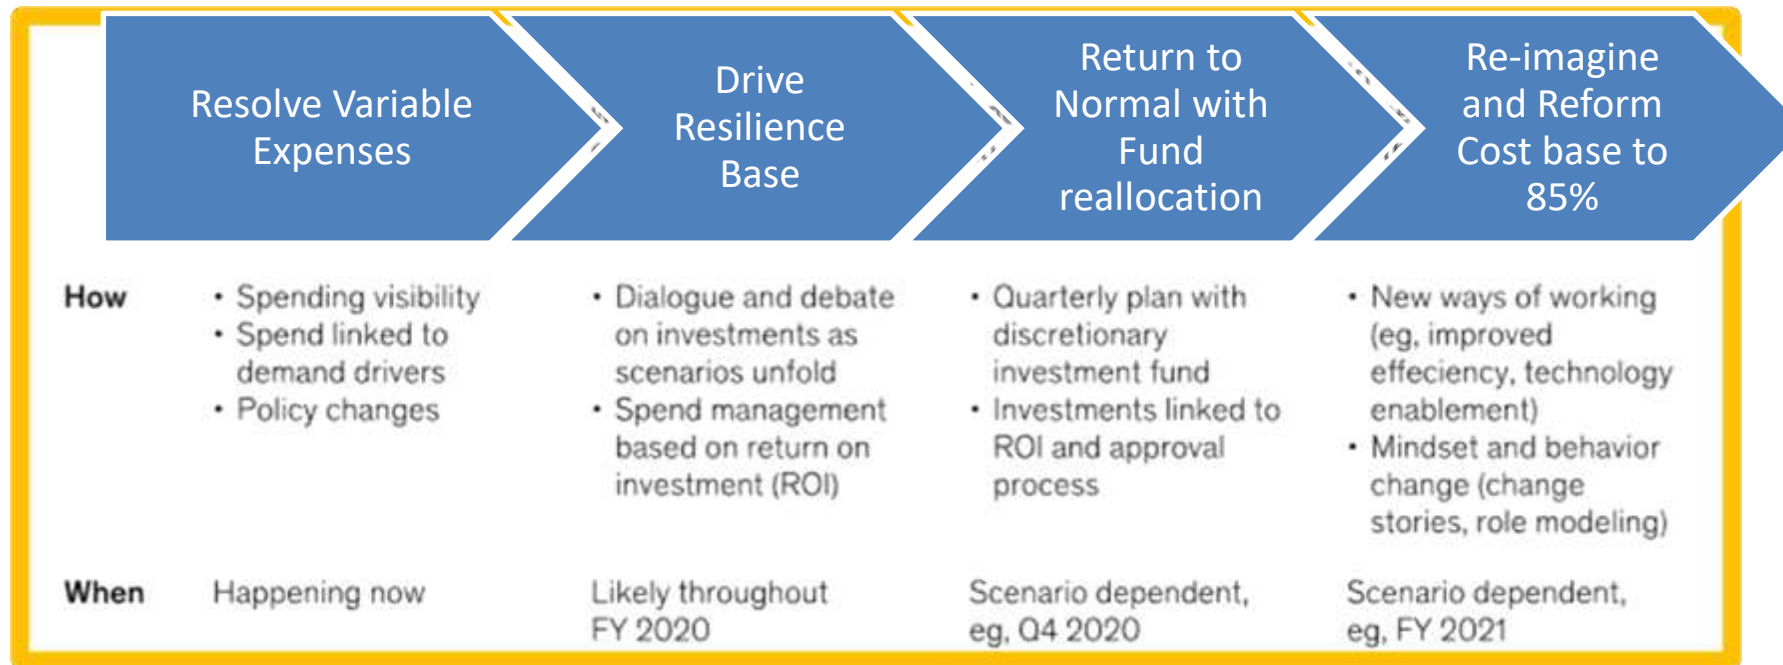 Resolve Variable
Expenses
Drive
Resilience
Base
Return to
Normal with
Fund
reallocation
Re-imagine
and Reform
Cost base to
85%
How
• Spending visibility
• Spend linked to
demand drivers
• Policy changes
• Dialogue and debate
on investments as
scenarios unfold
• Spend management
based on return on
investment (ROI)
• Quarterly plan with
discretionary
investment fund
• Investments linked to
ROI and approval
process
• New ways of working
(eg, improved
effeciency, technology
enablement)
• Mindset and behavior
change (change
stories, role modeling)
When
Happening now
Likely throughout
FY 2020
Scenario dependent,
eg, Q4 2020
Scenario dependent,
eg, FY 2021